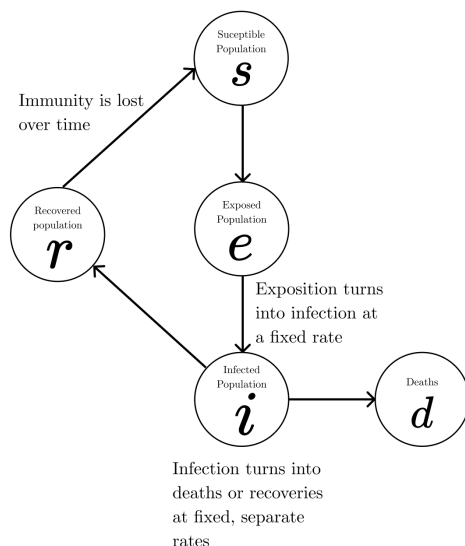 Suceptible
Population
s
Immunity is lost
over time
Recovered
population
r
Exposed
Population
e
Exposition turns
into infection at
a fixed rate
Infected
Population
i
Deaths
d
Infection turns into
deaths or recoveries
at fixed, separate
rates